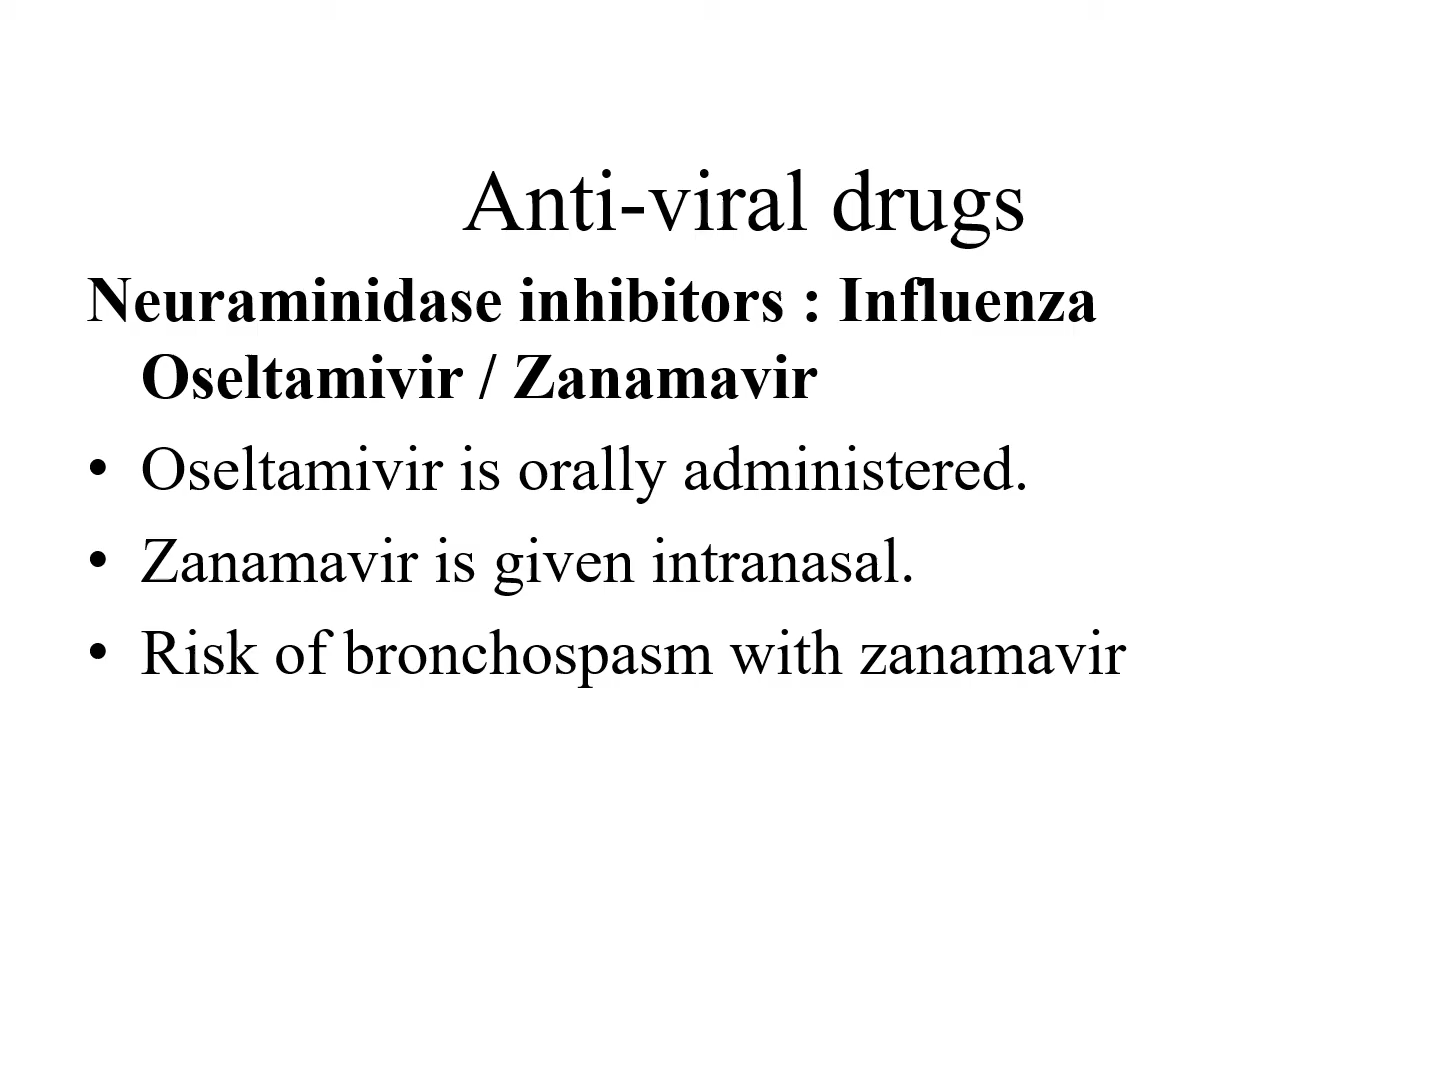 Anti-viral drugs
Neuraminidase inhibitors : Influenza
Oseltamivir / Zanamavir
• Oseltamivir is orally administered.
• Zanamavir is given intranasal.
• Risk of bronchospasm with zanamavir